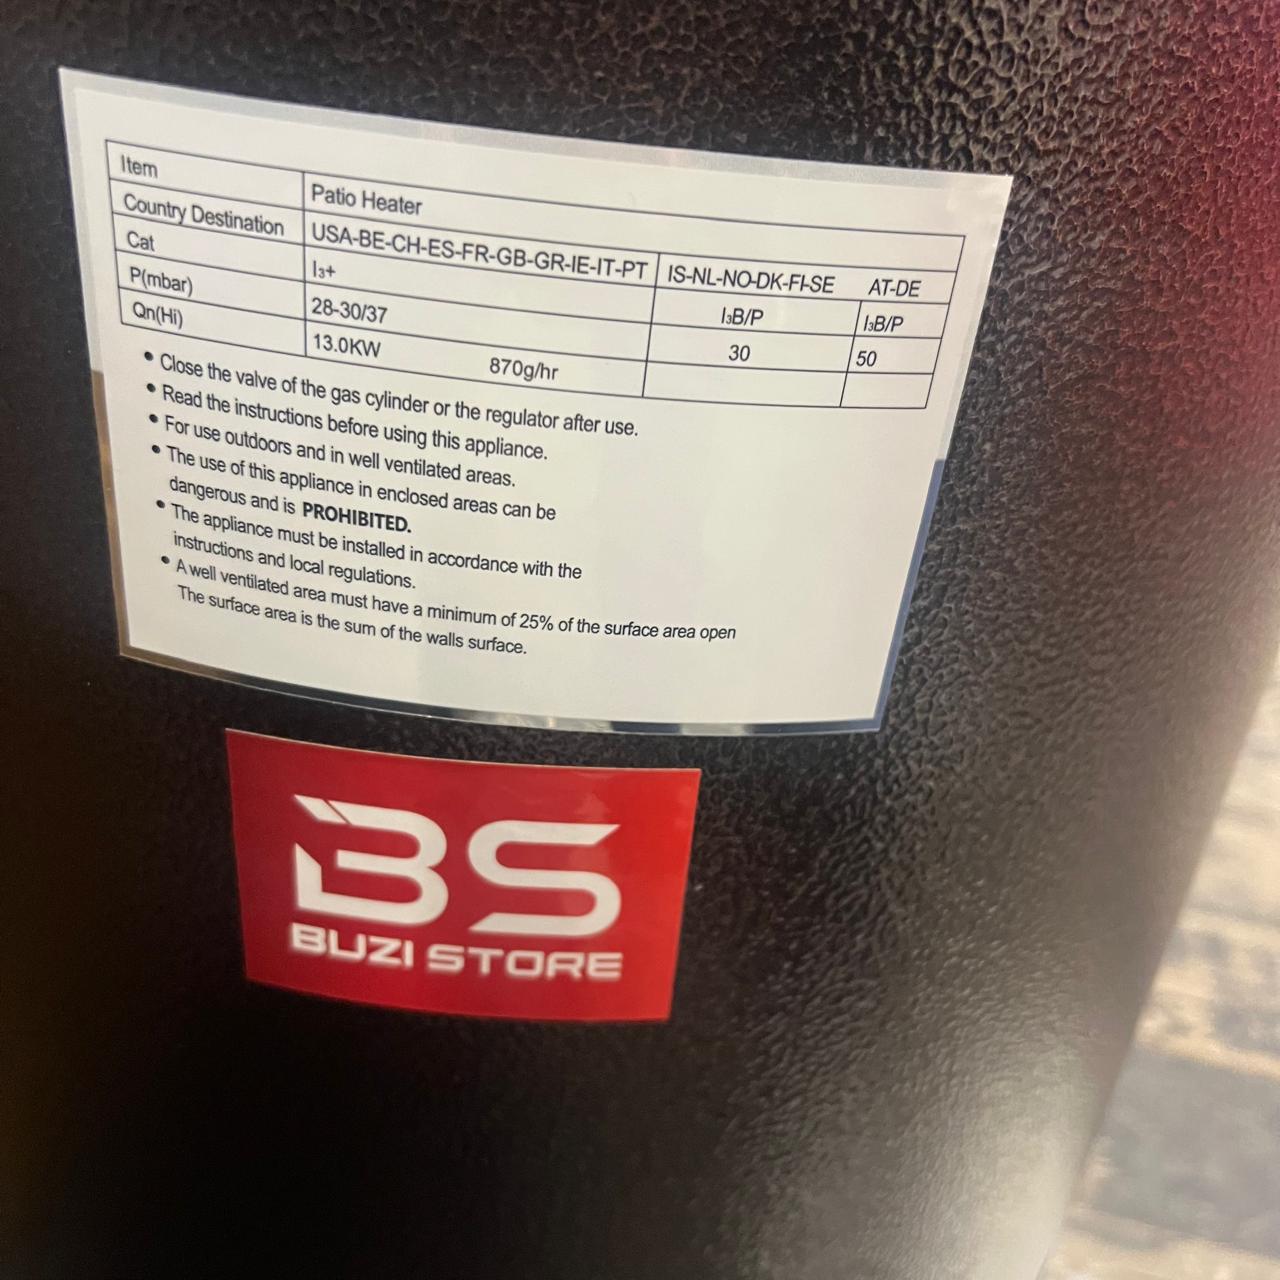 Item Patio Heater
Country Destination USA-BE-CH-ES-FR-GB-GR-IE-IT-PT IS-NL-NO-DK-FI-SE AT-DE
Cat I₃+ I₃B/P I₃B/P
P(mbar) 28-30/37 30 50
Qn(Hi) 13.0KW 870g/hr
• Close the valve of the gas cylinder or the regulator after use.
• Read the instructions before using this appliance.
• For use outdoors and in well ventilated areas.
• The use of this appliance in enclosed areas can be
dangerous and is PROHIBITED.
• The appliance must be installed in accordance with the
instructions and local regulations.
• A well ventilated area must have a minimum of 25% of the surface area open
The surface area is the sum of the walls surface.
BS
BUZI STORE